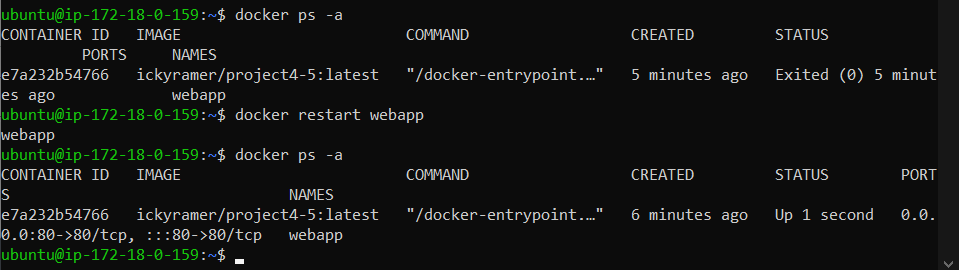 ubuntu@ip-172-18-0-159:~$ docker ps -a
CONTAINER ID   IMAGE                         COMMAND                  CREATED         STATUS
         PORTS     NAMES
e7a232b54766   ickyramer/project4-5:latest   "/docker-entrypoint.…"   5 minutes ago   Exited (0) 5 minut
es ago             webapp
ubuntu@ip-172-18-0-159:~$ docker restart webapp
webapp
ubuntu@ip-172-18-0-159:~$ docker ps -a
CONTAINER ID   IMAGE                         COMMAND                  CREATED         STATUS        PORT
S                               NAMES
e7a232b54766   ickyramer/project4-5:latest   "/docker-entrypoint.…"   6 minutes ago   Up 1 second   0.0.
0.0:80->80/tcp, :::80->80/tcp   webapp
ubuntu@ip-172-18-0-159:~$